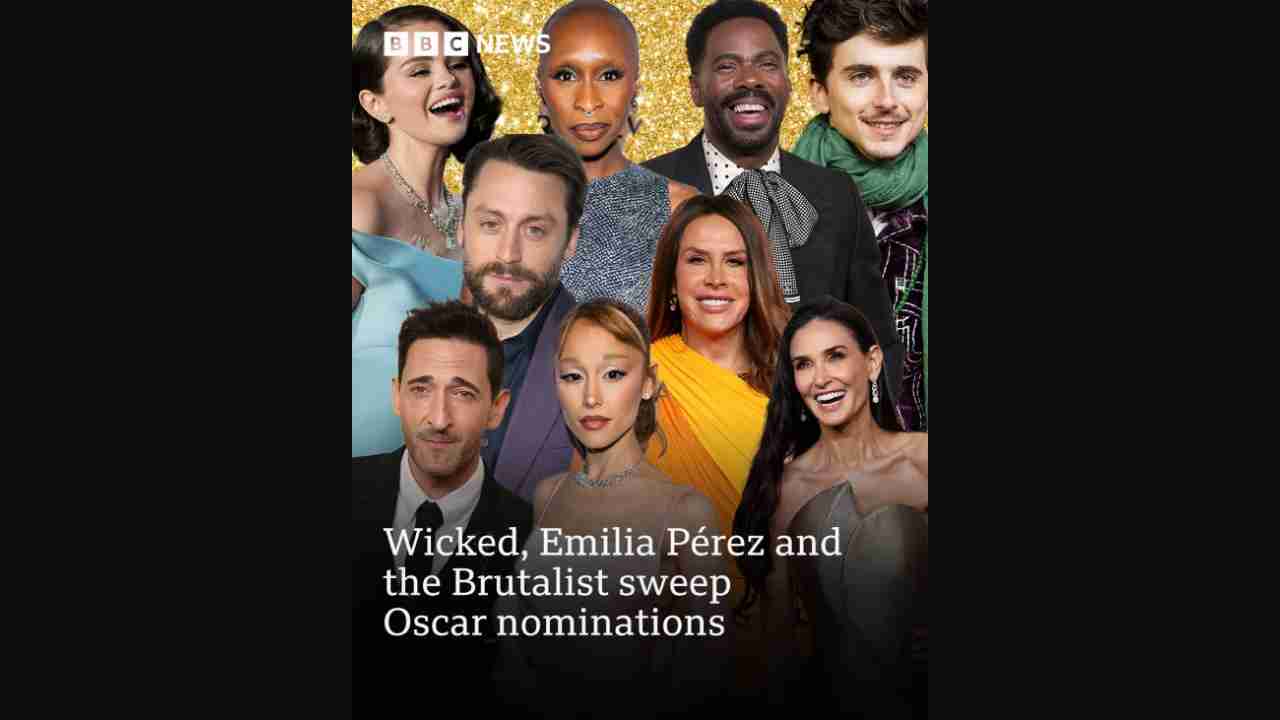 BBC NEWS
Wicked, Emilia Pérez and
the Brutalist sweep
Oscar nominations